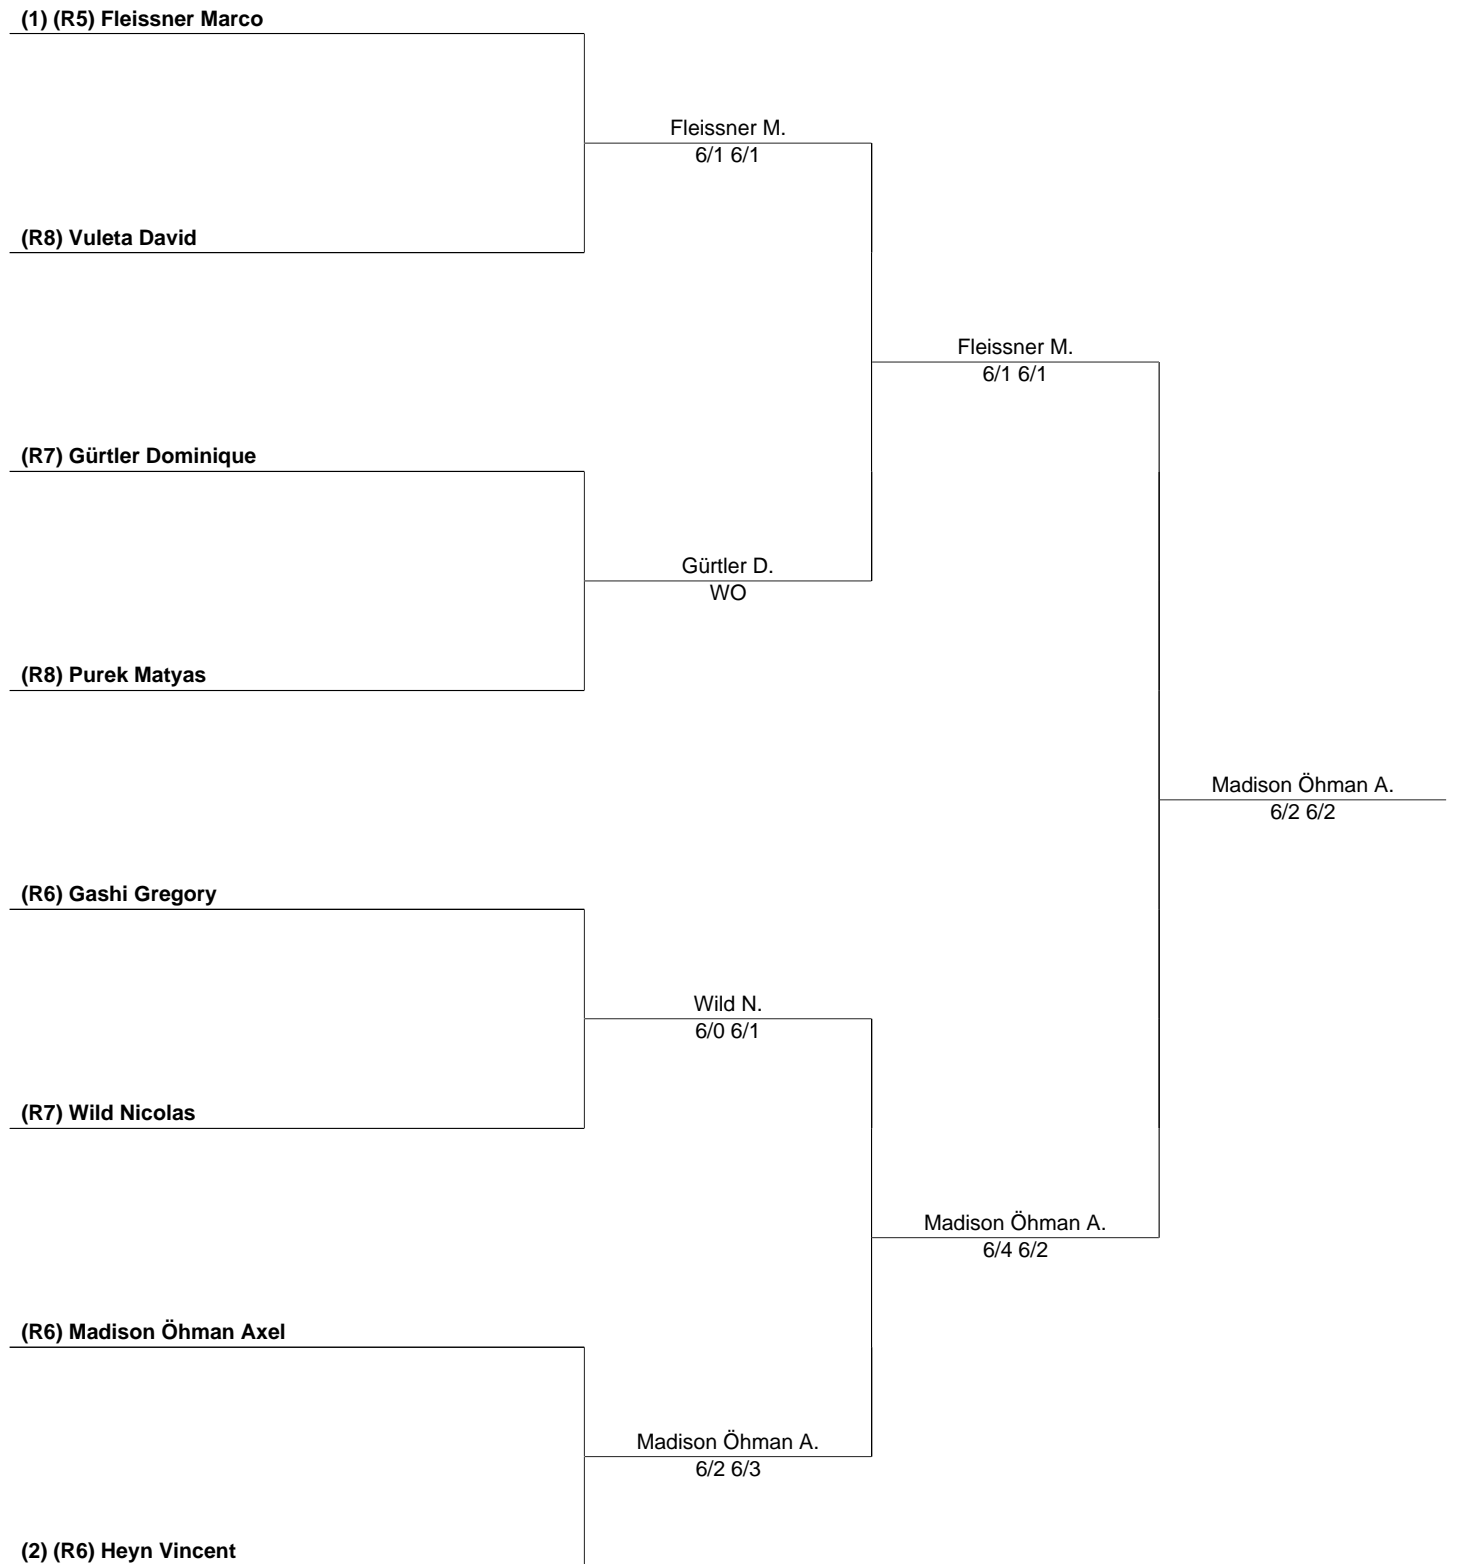 (1) (R5) Fleissner Marco
Fleissner M.
6/1 6/1
(R8) Vuleta David
Fleissner M.
6/1 6/1
(R7) Gürtler Dominique
Gürtler D.
WO
(R8) Purek Matyas
Madison Öhman A.
6/2 6/2
(R6) Gashi Gregory
Wild N.
6/0 6/1
(R7) Wild Nicolas
Madison Öhman A.
6/4 6/2
(R6) Madison Öhman Axel
Madison Öhman A.
6/2 6/3
(2) (R6) Heyn Vincent